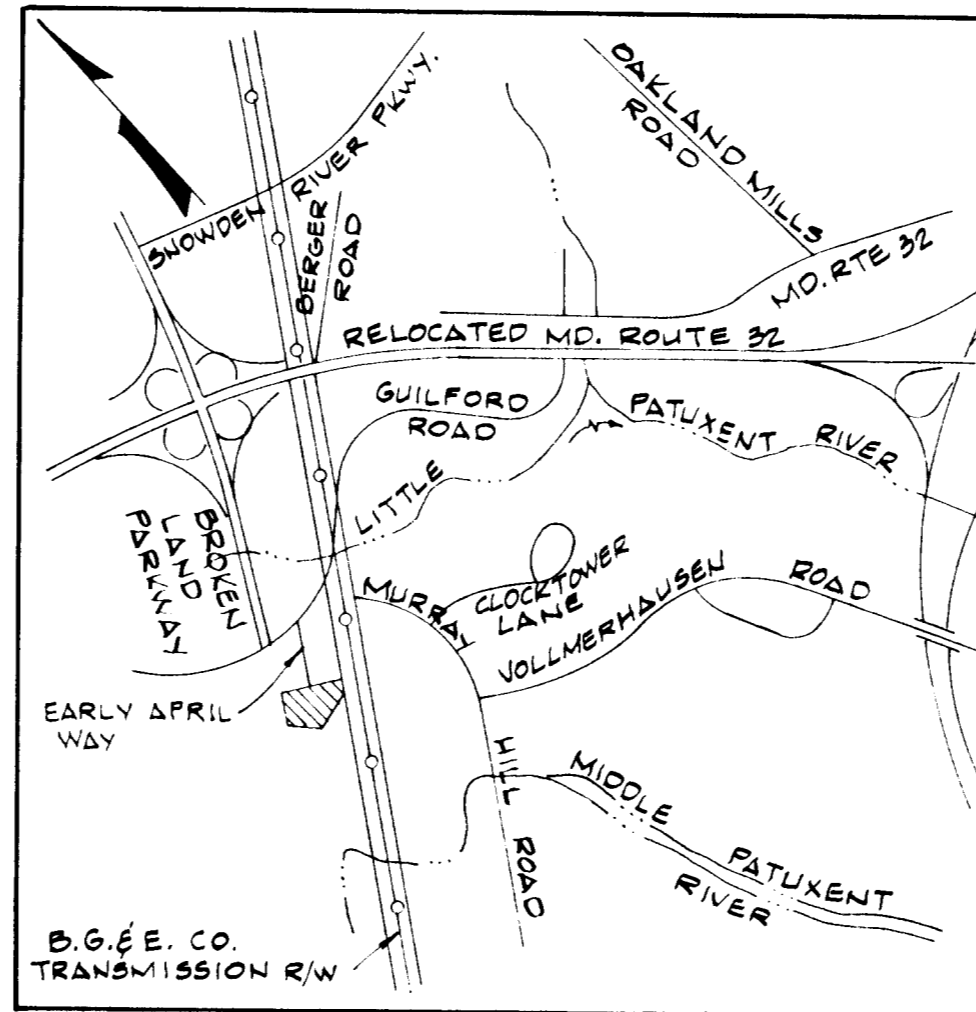 SNOWDEN RIVER PKWY.
OAKLAND MILLS
ROAD
BERGER
ROAD
MD. RTE 32
RELOCATED MD. ROUTE 32
GUILFORD
ROAD
PATUXENT RIVER
LITTLE
BROKEN
LAND
PARKWAY
MURRAY
CLOCKTOWER
LANE
VOLLMERHAUSEN ROAD
EARLY APRIL
WAY
HILL ROAD
MIDDLE PATUXENT
RIVER
B.G.& E. CO.
TRANSMISSION R/W